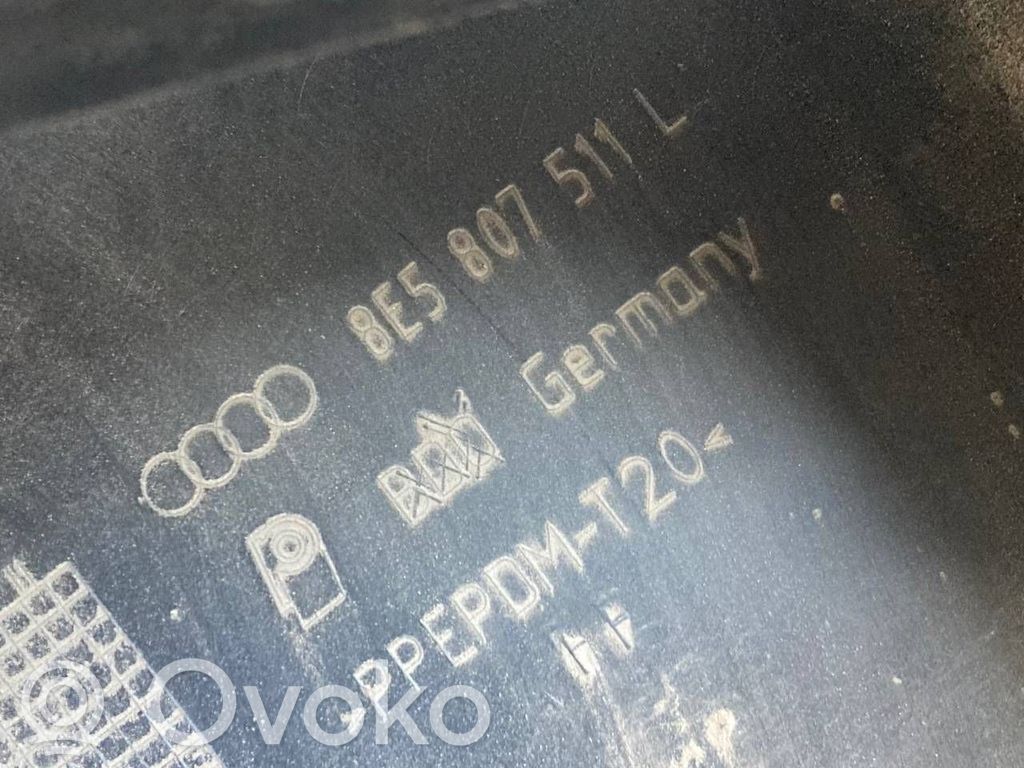 8E5 807 511 L
Germany
>PPEPDM-T20<
Ovoko